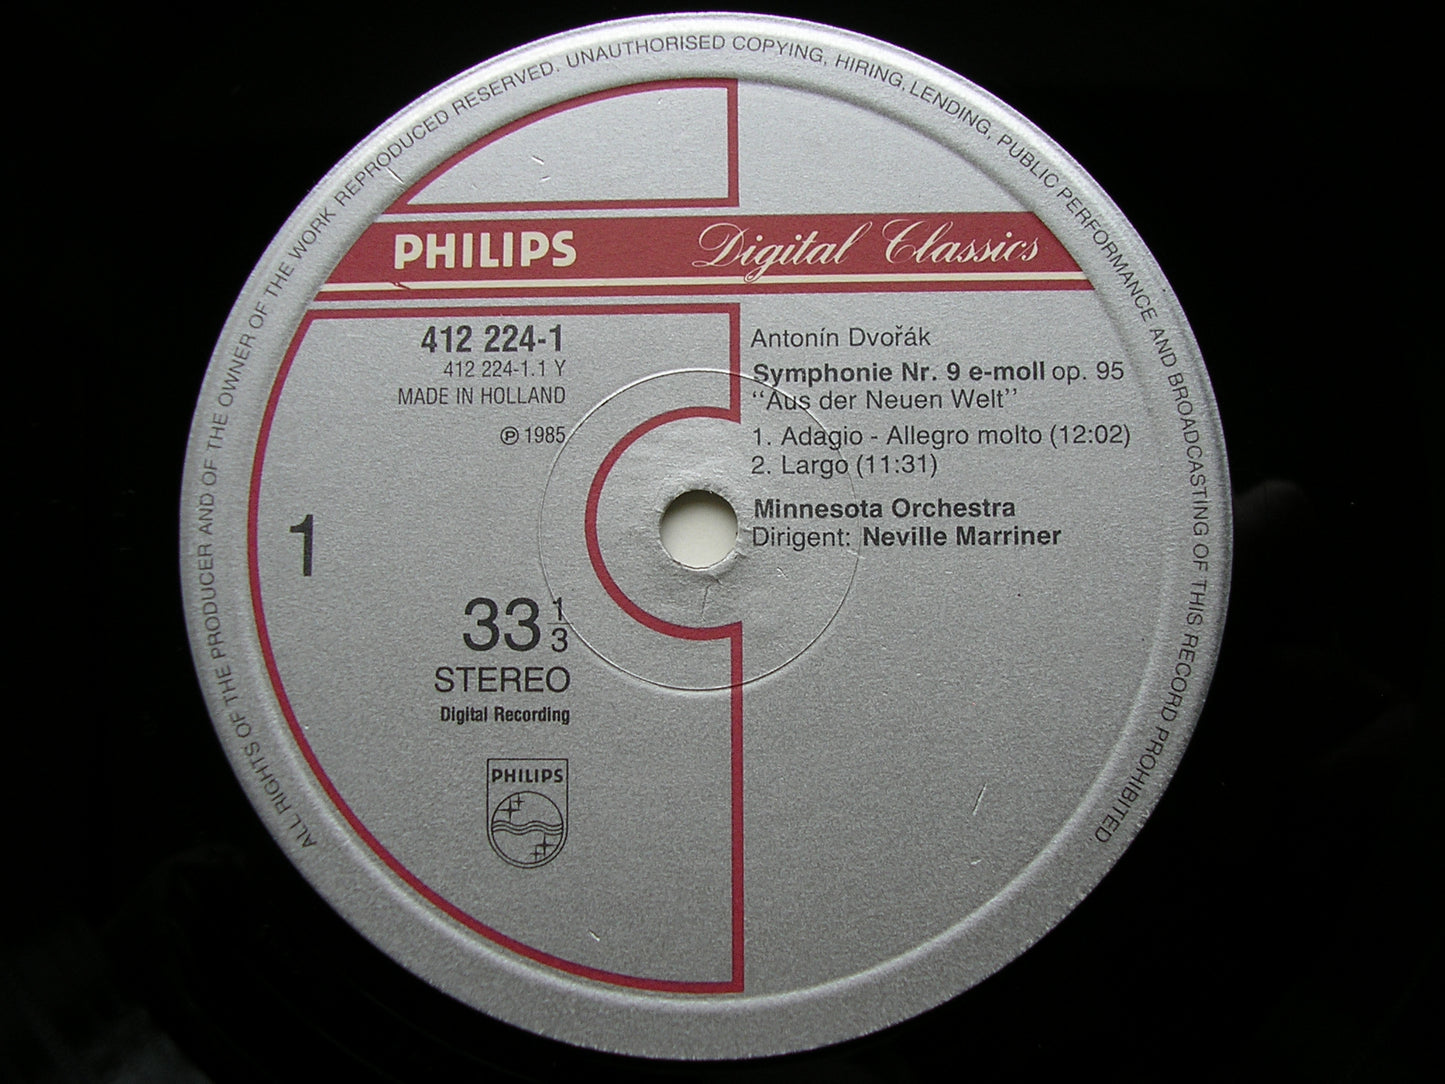 ALL RIGHTS OF THE PRODUCER AND OF THE OWNER OF THE WORK REPRODUCED RESERVED. UNAUTHORISED COPYING, HIRING, LENDING, PUBLIC PERFORMANCE AND BROADCASTING OF THIS RECORD PROHIBITED.
PHILIPS Digital Classics
412 224-1
412 224-1.1 Y
MADE IN HOLLAND
℗ 1985
1
33 1/3
STEREO
Digital Recording
PHILIPS
Antonín Dvořák
Symphonie Nr. 9 e-moll op. 95
"Aus der Neuen Welt"
1. Adagio - Allegro molto (12:02)
2. Largo (11:31)
Minnesota Orchestra
Dirigent: Neville Marriner